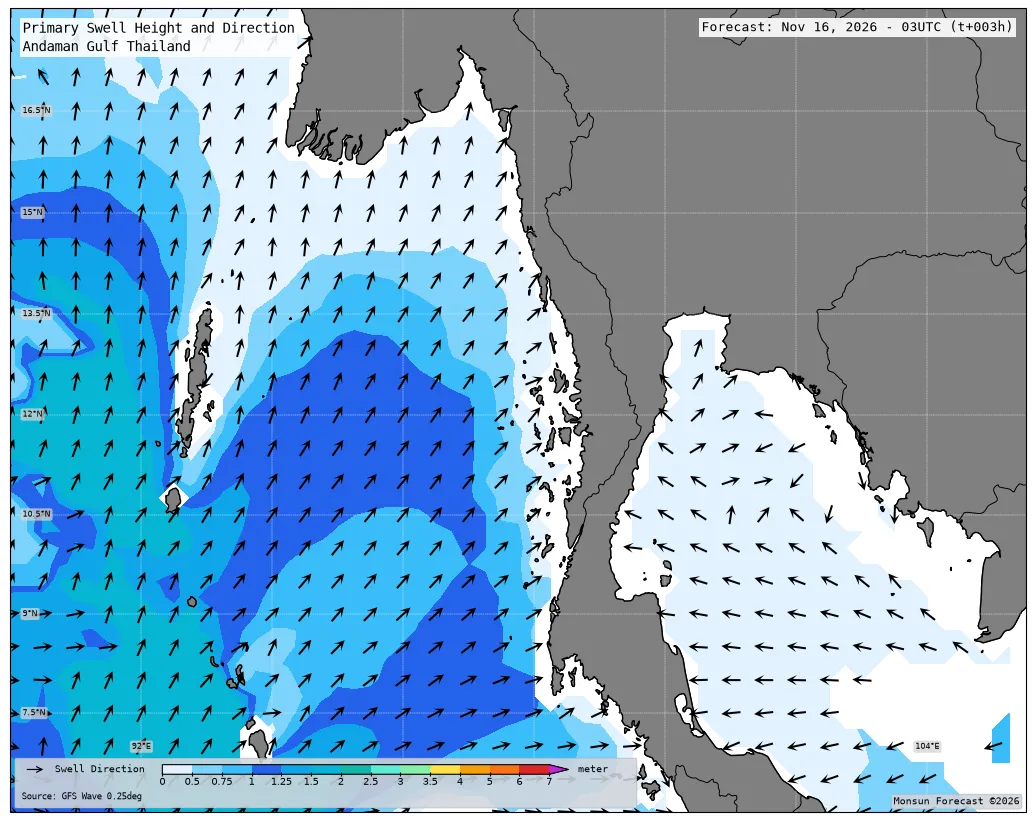 Primary Swell Height and Direction
Andaman Gulf Thailand
Forecast: Nov 16, 2026 - 03UTC (t+003h)
16.5°N
15°N
13.5°N
12°N
10.5°N
9°N
7.5°N
92°E
104°E
Swell Direction
meter
0 0.5 0.75 1 1.25 1.5 2 2.5 3 3.5 4 5 6 7
Source: GFS Wave 0.25deg
Monsun Forecast ©2026